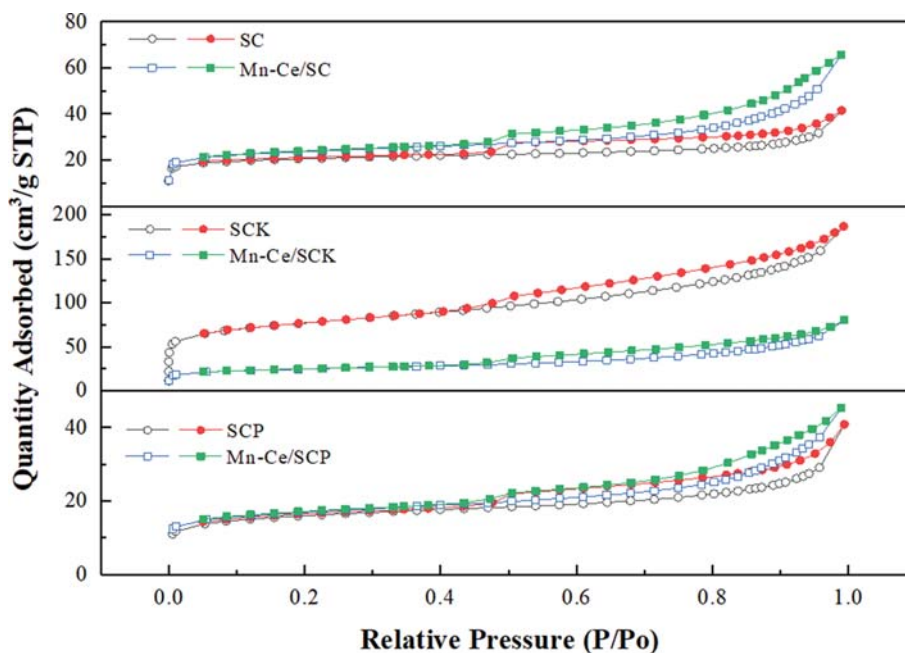 80
60
40
20
SC
Mn-Ce/SC
200
150
100
50
0
SCK
Mn-Ce/SCK
40
20
0
SCP
Mn-Ce/SCP
0.0 0.2 0.4 0.6 0.8 1.0
Quantity Adsorbed (cm³/g STP)
Relative Pressure (P/Po)